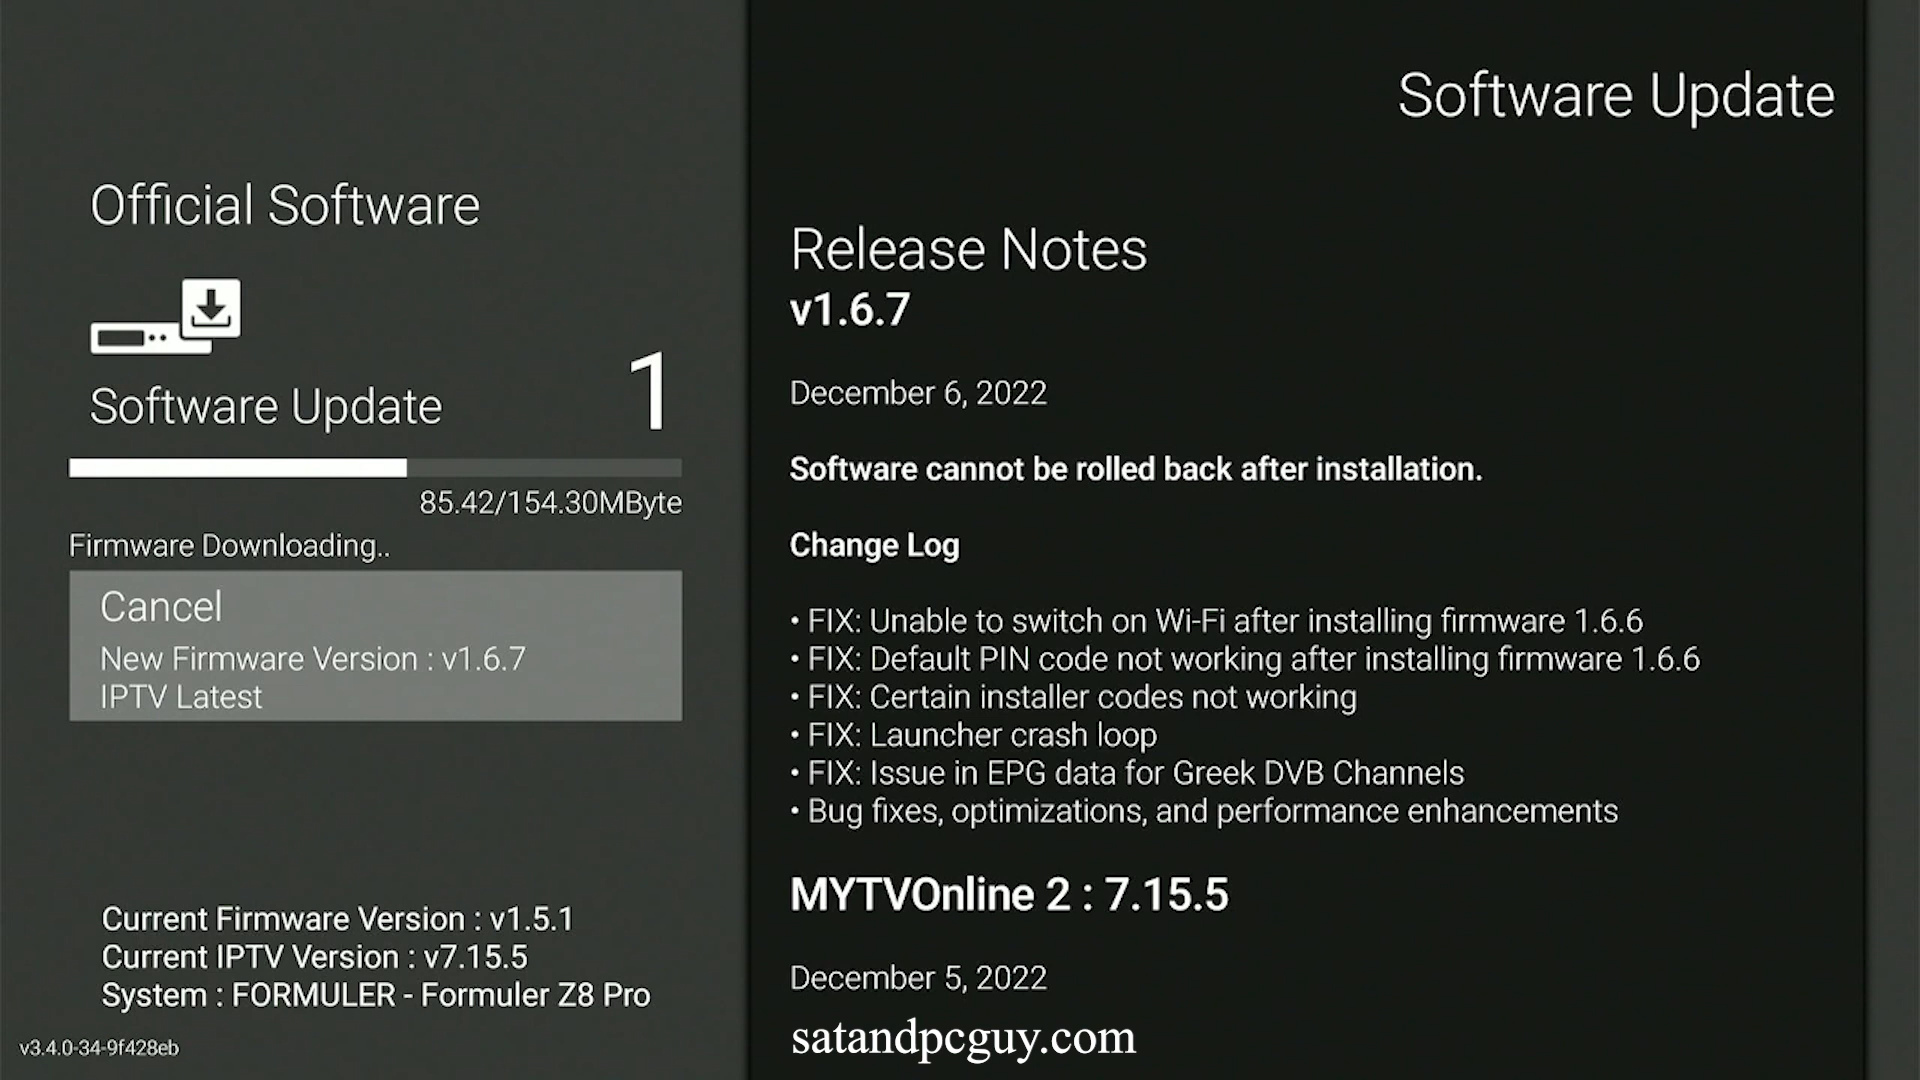 Software Update
Official Software
Software Update
1
85.42/154.30MByte
Firmware Downloading..
Cancel
New Firmware Version : v1.6.7
IPTV Latest
Current Firmware Version : v1.5.1
Current IPTV Version : v7.15.5
System : FORMULER - Formuler Z8 Pro
v3.4.0-34-9f428eb
Release Notes
v1.6.7
December 6, 2022
Software cannot be rolled back after installation.
Change Log
• FIX: Unable to switch on Wi-Fi after installing firmware 1.6.6
• FIX: Default PIN code not working after installing firmware 1.6.6
• FIX: Certain installer codes not working
• FIX: Launcher crash loop
• FIX: Issue in EPG data for Greek DVB Channels
• Bug fixes, optimizations, and performance enhancements
MYTVOnline 2 : 7.15.5
December 5, 2022
satandpcguy.com